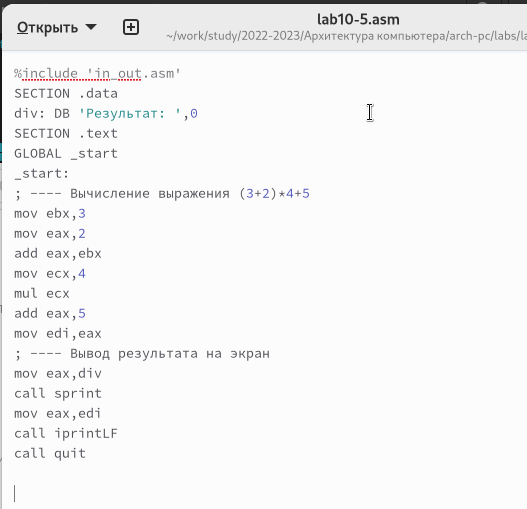 Открыть
lab10-5.asm
~/work/study/2022-2023/Архитектура компьютера/arch-pc/labs/
%include 'in_out.asm'
SECTION .data
div: DB 'Результат: ',0
SECTION .text
GLOBAL _start
_start:
; ---- Вычисление выражения (3+2)*4+5
mov ebx,3
mov eax,2
add eax,ebx
mov ecx,4
mul ecx
add eax,5
mov edi,eax
; ---- Вывод результата на экран
mov eax,div
call sprint
mov eax,edi
call iprintLF
call quit